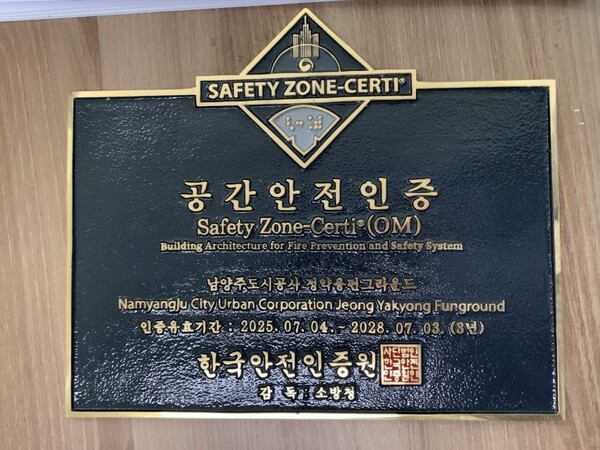 SAFETY ZONE-CERTI®
공간안전인증
Safety Zone-Certi®(OM)
Building Architecture for Fire Prevention and Safety System
남양주도시공사 정약용펀그라운드
Namyangju City Urban Corporation Jeong Yakyong Funground
인증유효기간 : 2025. 07. 04. ~ 2028. 07. 03. (3년)
한국안전인증원
감 독 : 소방청